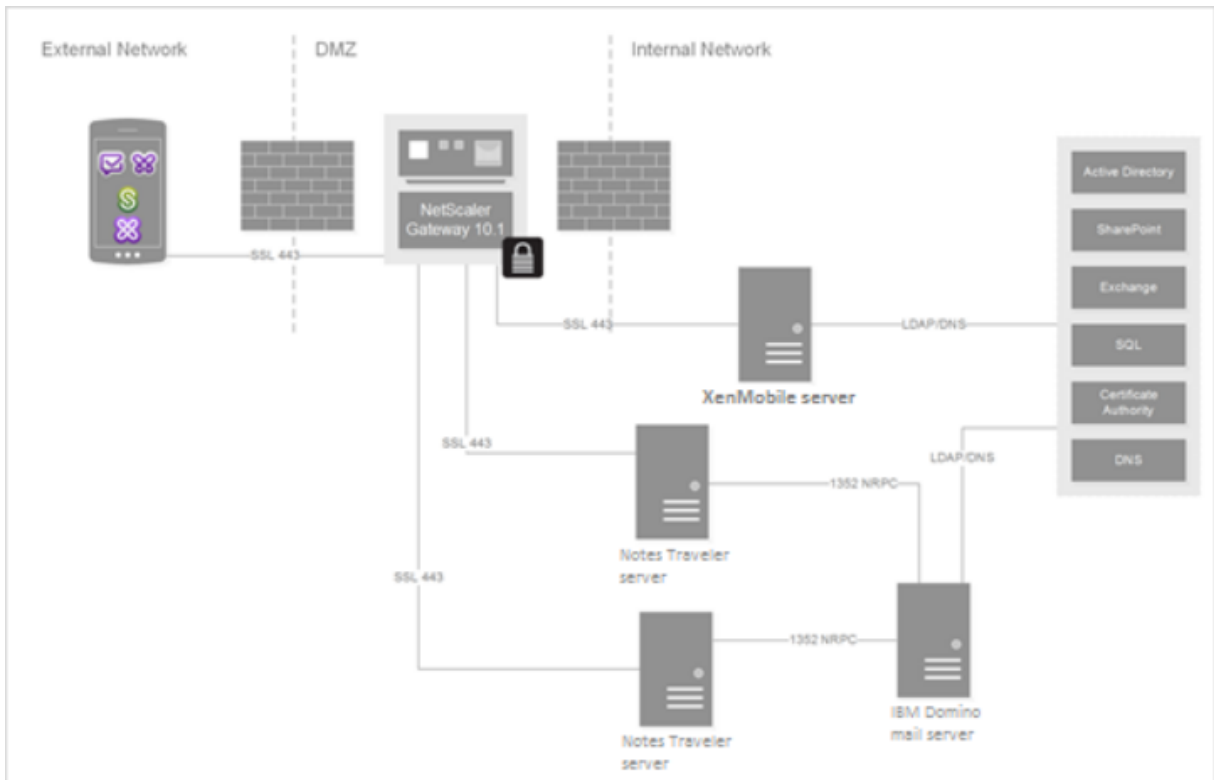 External Network
DMZ
Internal Network
NetScaler
Gateway 10.1
S
SSL 443
Active Directory
SharePoint
Exchange
SQL
Certificate
Authority
DNS
SSL 443
LDAP/DNS
XenMobile server
SSL 443
LDAP/DNS
1352 NRPC
Notes Traveler
server
SSL 443
1352 NRPC
IBM Domino
mail server
Notes Traveler
server